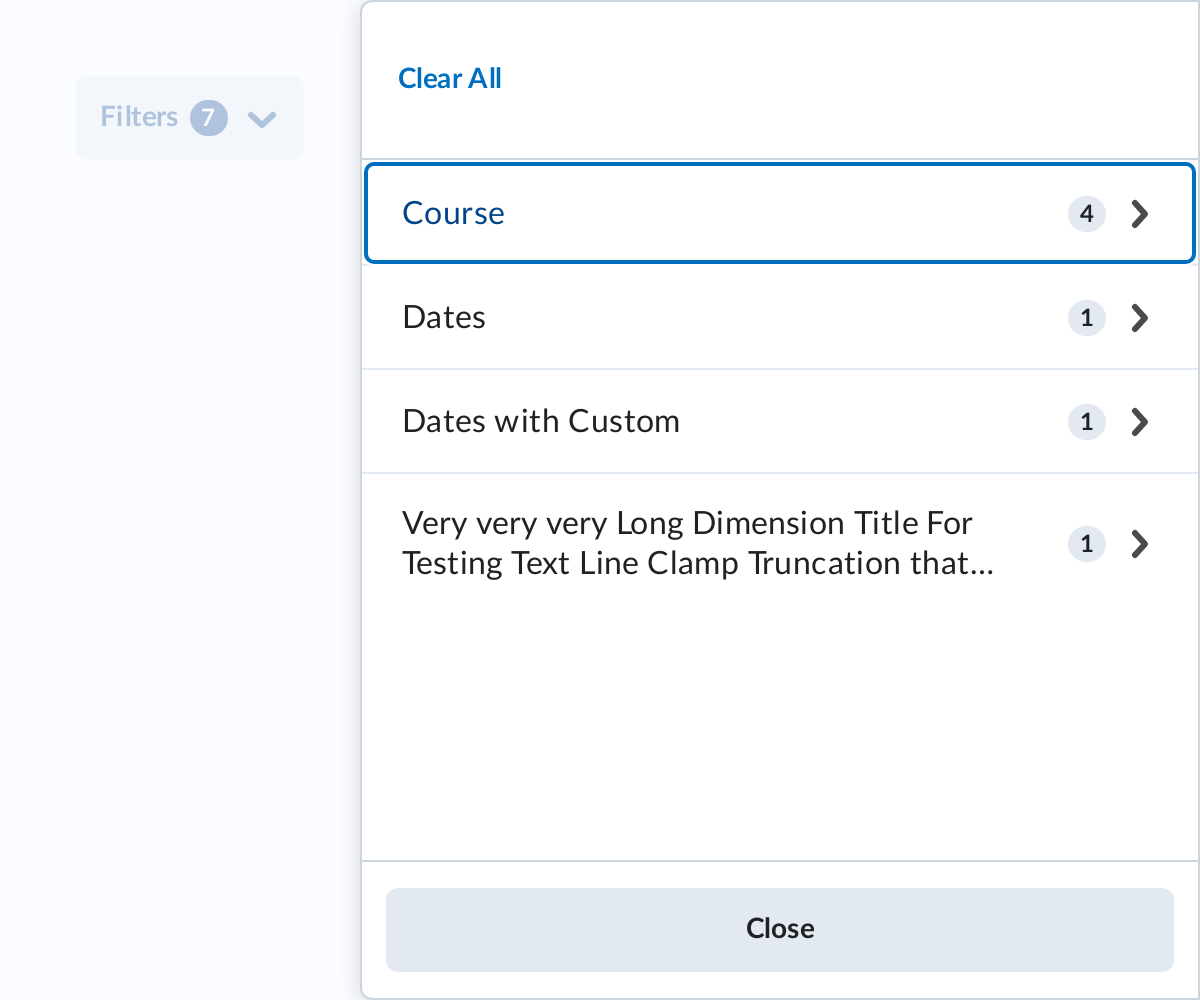 Filters 7
Clear All
Course 4
Dates 1
Dates with Custom 1
Very very very Long Dimension Title For
Testing Text Line Clamp Truncation that... 1
Close